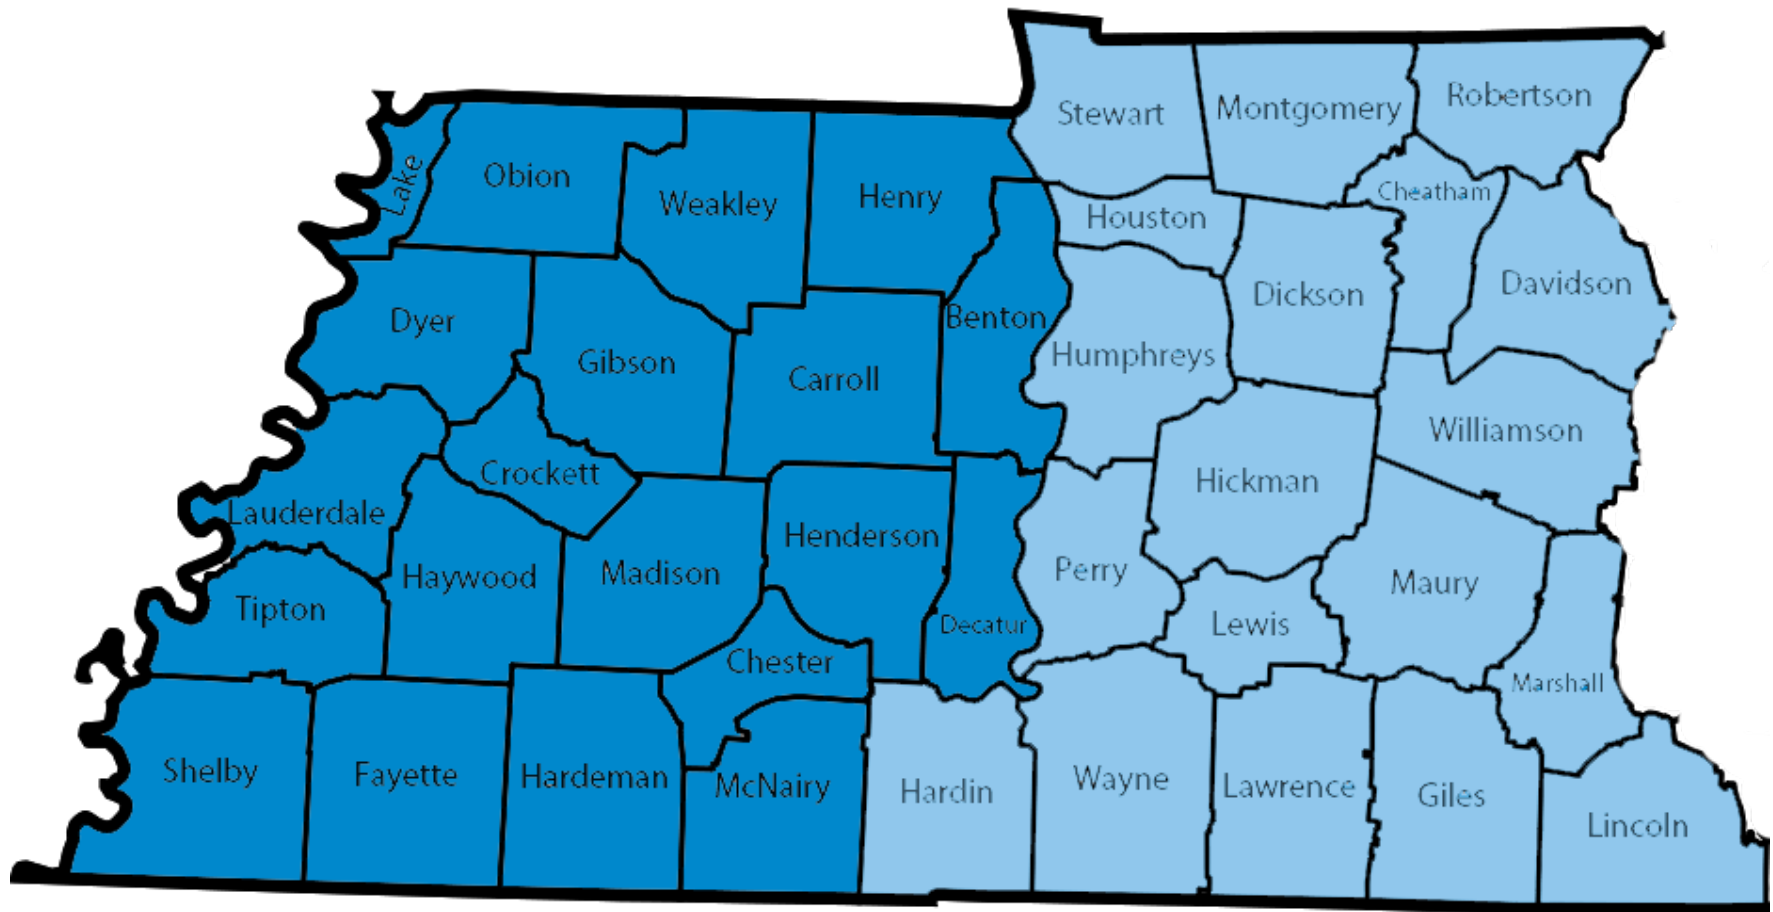 Stewart
Montgomery
Robertson
Lake
Obion
Weakley
Henry
Houston
Cheatham
Dyer
Gibson
Carroll
Benton
Humphreys
Dickson
Davidson
Williamson
Lauderdale
Crockett
Hickman
Tipton
Haywood
Madison
Henderson
Decatur
Perry
Lewis
Maury
Chester
Marshall
Shelby
Fayette
Hardeman
McNairy
Hardin
Wayne
Lawrence
Giles
Lincoln